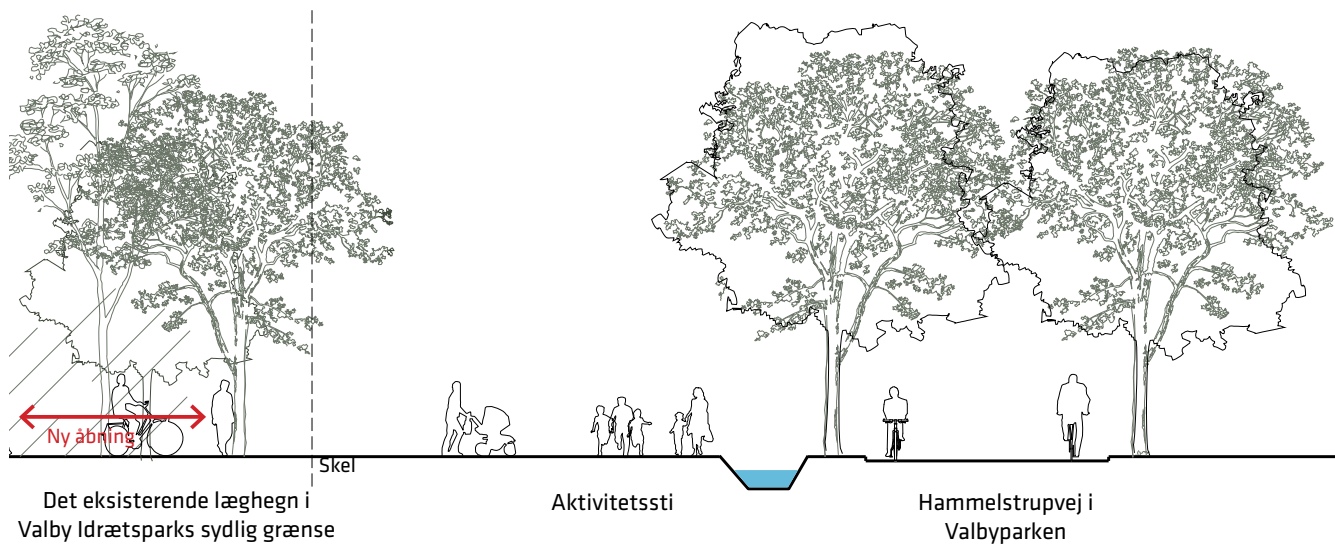 Ny åbning
Skel
Det eksisterende læghegn i
Valby Idrætsparks sydlig grænse
Aktivitetssti
Hammelstrupvej i
Valbyparken